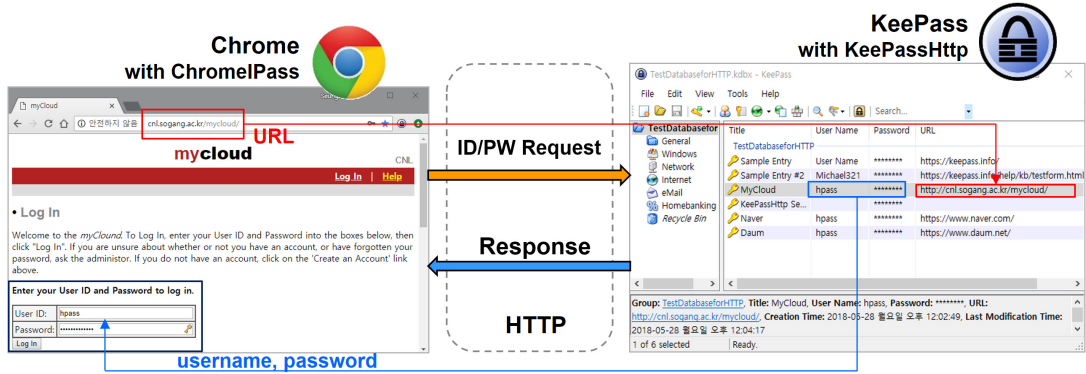 Chrome
with ChromeIPass
KeePass
with KeePassHttp
myCloud
안전하지 않음
cnl.sogang.ac.kr/mycloud/
URL
mycloud
CNL
Log In | Help
• Log In
Welcome to the myClound. To Log In, enter your User ID and Password into the boxes below, then
click "Log In". If you are unsure about whether or not you have an account, or have forgotten your
password, ask the administor. If you do not have an account, click on the 'Create an Account' link
above.
Enter your User ID and Password to log in.
User ID: hpass
Password: •••••••••••••
Log In
username, password
ID/PW Request
Response
HTTP
TestDatabaseforHTTP.kdbx - KeePass
File Edit View Tools Help
Search...
TestDatabasefor
General
Windows
Network
Internet
eMail
Homebanking
Recycle Bin
Title User Name Password URL
TestDatabaseforHTTP
Sample Entry User Name ******** https://keepass.info/
Sample Entry #2 Michael321 ******** https://keepass.info/help/kb/testform.html
MyCloud hpass ******** http://cnl.sogang.ac.kr/mycloud/
KeePassHttp Se... ********
Naver hpass ******** https://www.naver.com/
Daum hpass ******** https://www.daum.net/
Group: TestDatabaseforHTTP, Title: MyCloud, User Name: hpass, Password: ********, URL:
http://cnl.sogang.ac.kr/mycloud/, Creation Time: 2018-05-28 월요일 오후 12:02:49, Last Modification Time:
2018-05-28 월요일 오후 12:04:17
1 of 6 selected Ready.